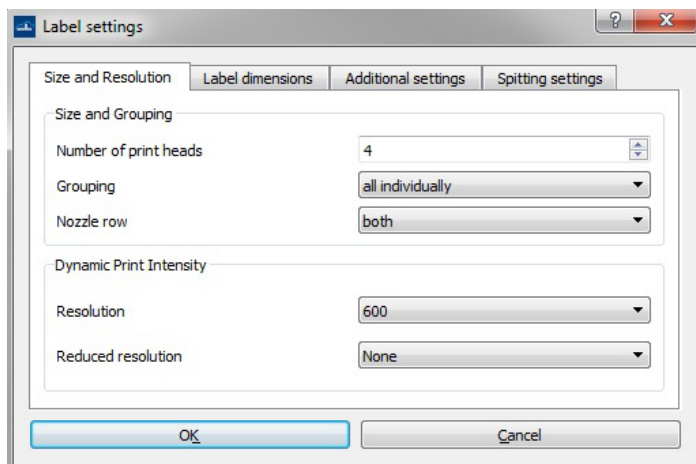 Label settings
Size and Resolution Label dimensions Additional settings Spitting settings
Size and Grouping
Number of print heads 4
Grouping all individually
Nozzle row both
Dynamic Print Intensity
Resolution 600
Reduced resolution None
OK Cancel